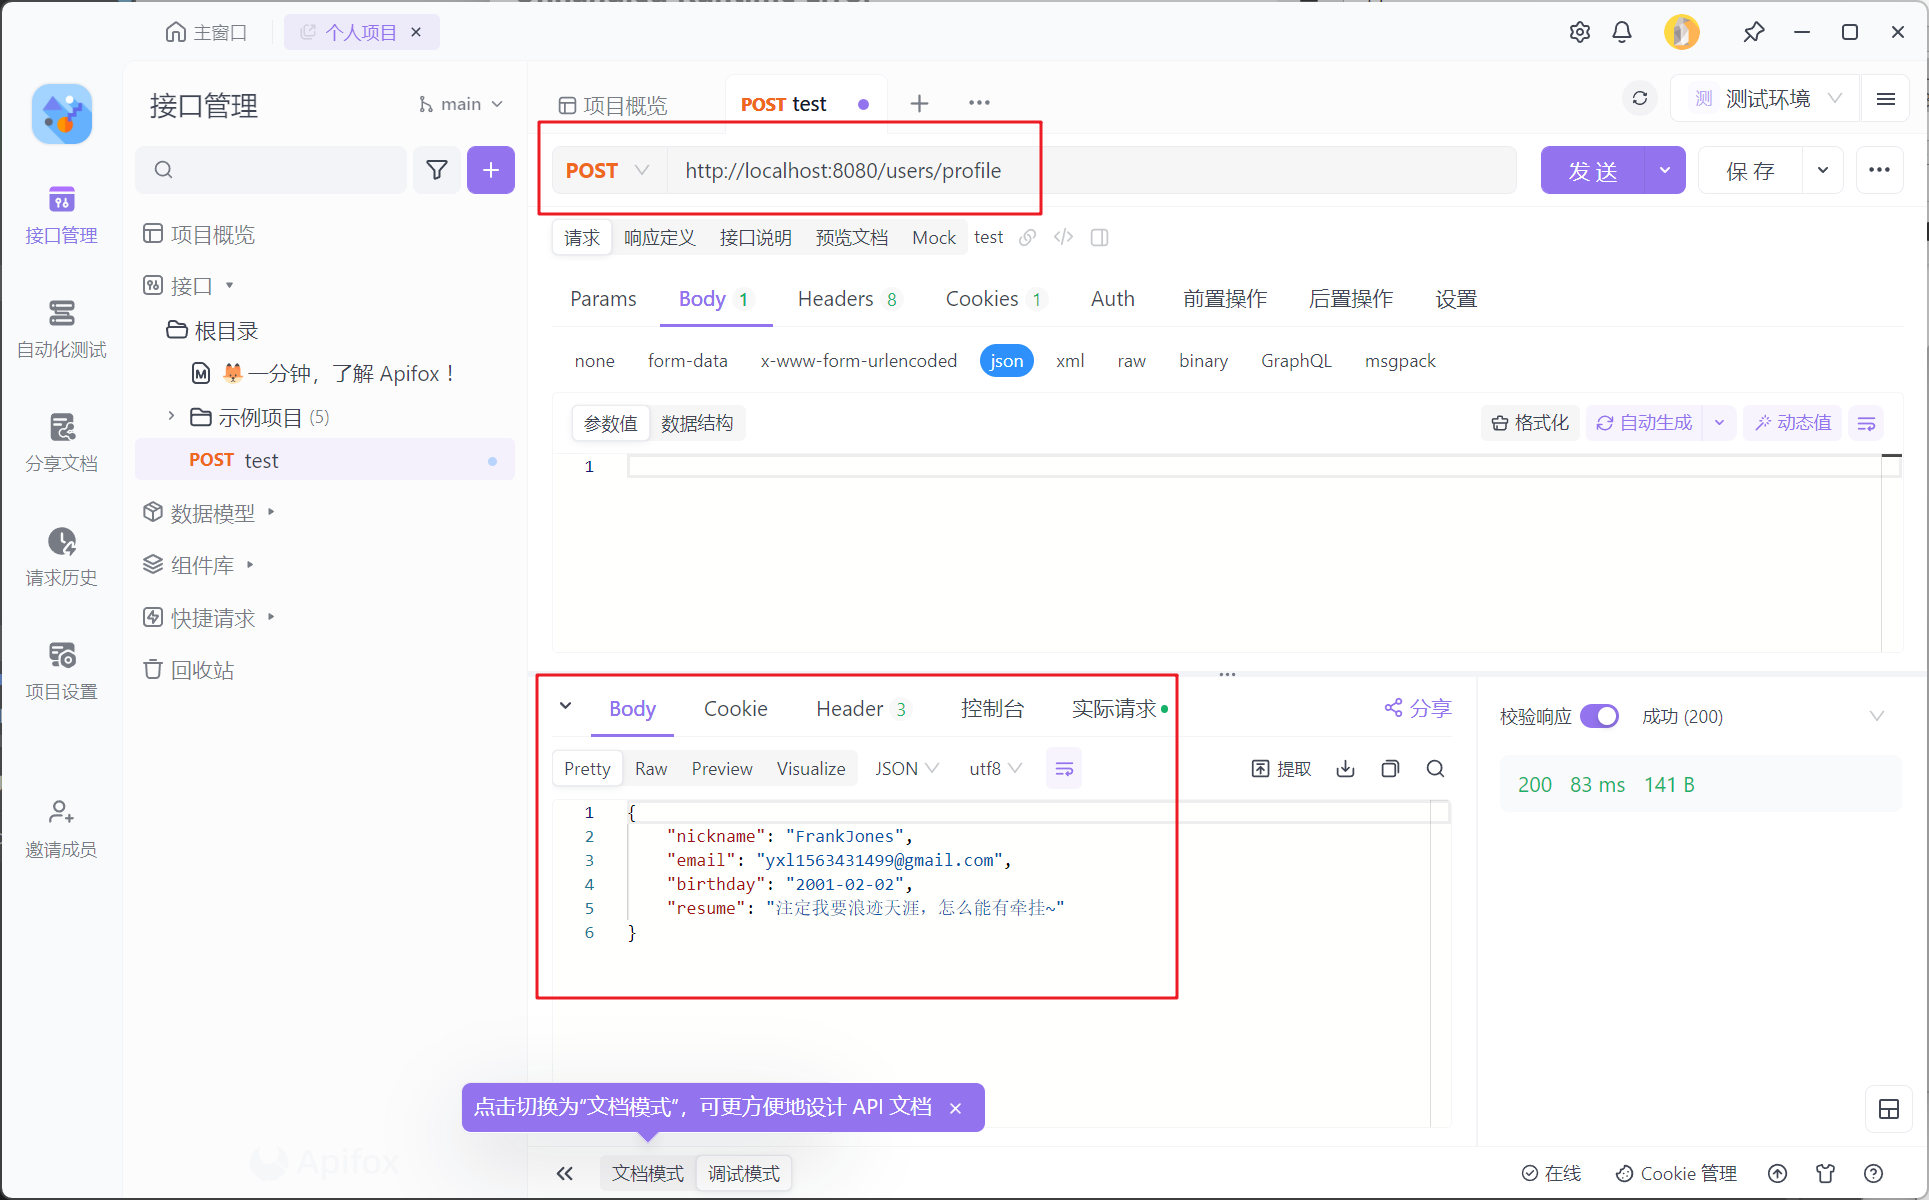 主窗口
个人项目
接口管理
main
项目概览
POST test
测 测试环境
POST
http://localhost:8080/users/profile
发 送
保 存
请求
响应定义
接口说明
预览文档
Mock
test
接口管理
自动化测试
分享文档
请求历史
项目设置
邀请成员
项目概览
接口
根目录
一分钟，了解 Apifox！
示例项目 (5)
POST test
数据模型
组件库
快捷请求
回收站
Params
Body 1
Headers 8
Cookies 1
Auth
前置操作
后置操作
设置
none
form-data
x-www-form-urlencoded
json
xml
raw
binary
GraphQL
msgpack
参数值
数据结构
格式化
自动生成
动态值
1
Body
Cookie
Header 3
控制台
实际请求
分享
校验响应
成功 (200)
Pretty
Raw
Preview
Visualize
JSON
utf8
提取
200 83 ms 141 B
1 {
2 "nickname": "FrankJones",
3 "email": "yxl1563431499@gmail.com",
4 "birthday": "2001-02-02",
5 "resume": "注定我要浪迹天涯，怎么能有牵挂~"
6 }
点击切换为“文档模式”，可更方便地设计 API 文档
Apifox
文档模式
调试模式
在线
Cookie 管理